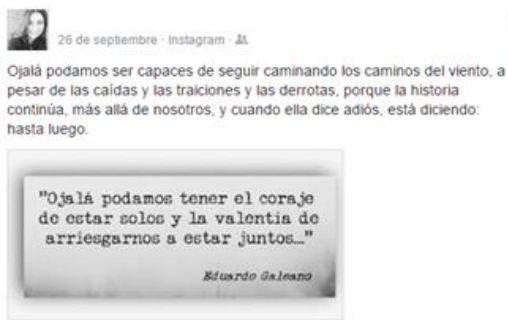 26 de septiembre · Instagram ·
Ojalá podamos ser capaces de seguir caminando los caminos del viento, a
pesar de las caídas y las traiciones y las derrotas, porque la historia
continúa, más allá de nosotros, y cuando ella dice adiós, está diciendo:
hasta luego.
"Ojalá podamos tener el coraje
de estar solos y la valentia de
arriesgarnos a estar juntos..."
Eduardo Galeano